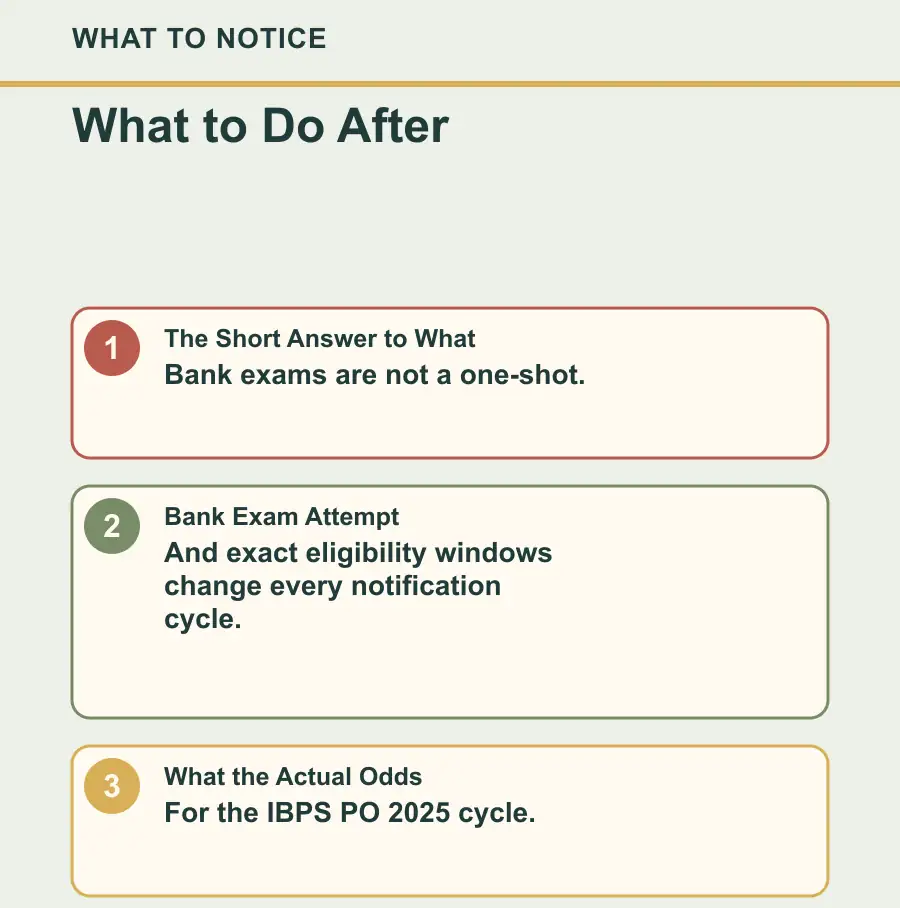 WHAT TO NOTICE
What to Do After
1
The Short Answer to What
Bank exams are not a one-shot.
2
Bank Exam Attempt
And exact eligibility windows
change every notification
cycle.
3
What the Actual Odds
For the IBPS PO 2025 cycle.